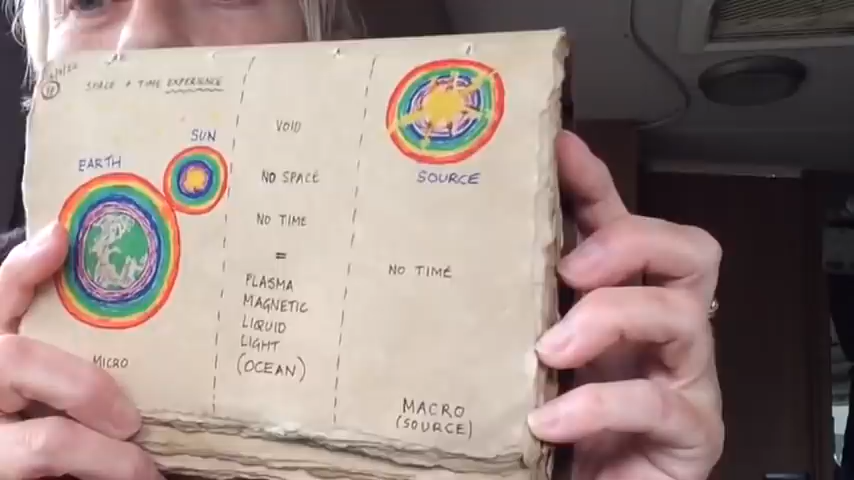 SPACE + TIME EXPERIENCE
EARTH
SUN
MICRO
VOID
NO SPACE
NO TIME
=
PLASMA
MAGNETIC
LIQUID
LIGHT
(OCEAN)
SOURCE
NO TIME
MACRO
(SOURCE)